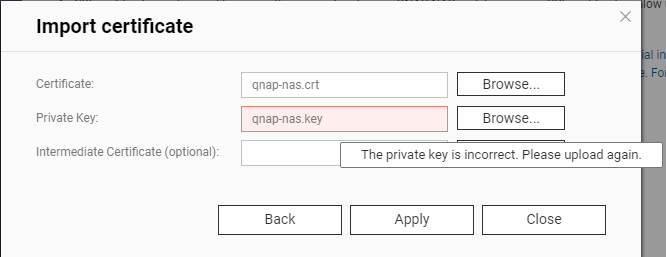 Import certificate
Certificate:
qnap-nas.crt
Browse...
Private Key:
qnap-nas.key
Browse...
Intermediate Certificate (optional):
The private key is incorrect. Please upload again.
Back
Apply
Close